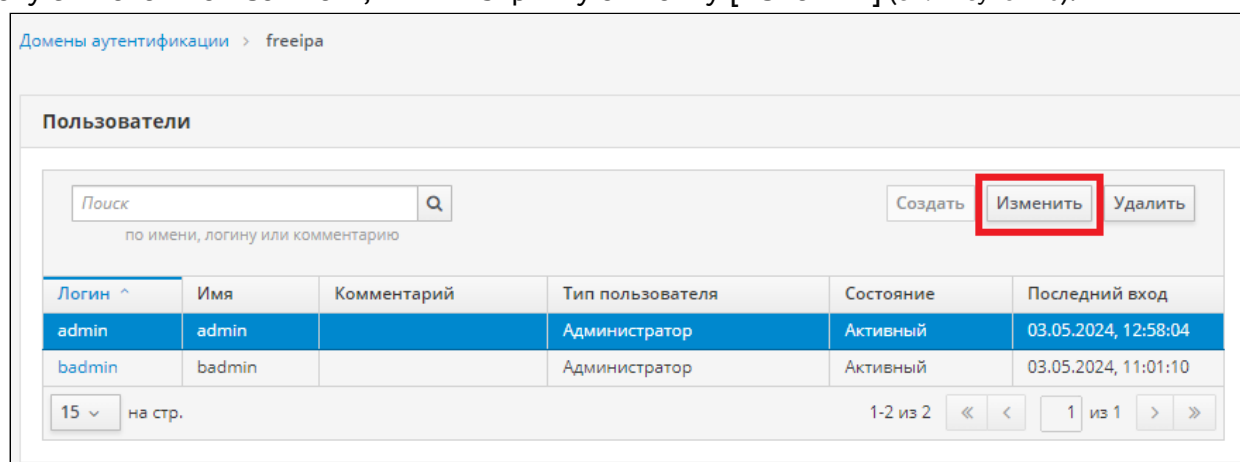 Домены аутентификации > freeipa
Пользователи
Поиск
Создать Изменить Удалить
по имени, логину или комментарию
Логин ^ Имя Комментарий Тип пользователя Состояние Последний вход
admin admin Администратор Активный 03.05.2024, 12:58:04
badmin badmin Администратор Активный 03.05.2024, 11:01:10
15 на стр. 1-2 из 2 « < 1 из 1 > »